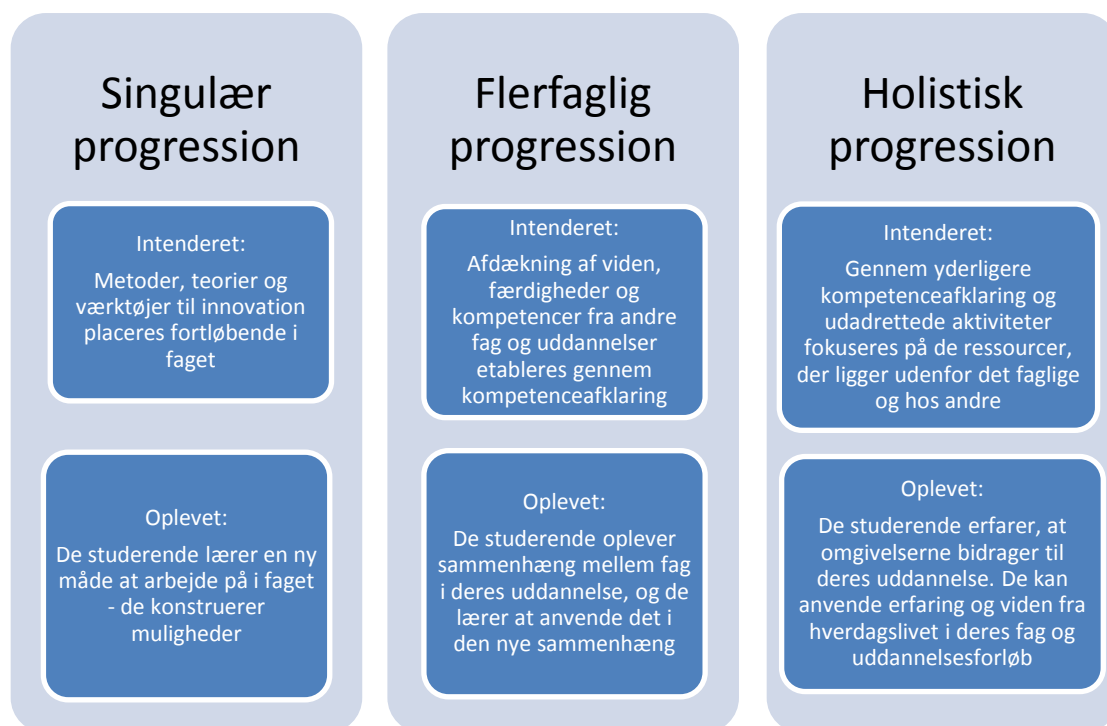 Singulær
progression
Intenderet:
Metoder, teorier og
værktøjer til innovation
placeres fortløbende i
faget
Oplevet:
De studerende lærer en ny
måde at arbejde på i faget
- de konstruerer
muligheder
Flerfaglig
progression
Intenderet:
Afdækning af viden,
færdigheder og
kompetencer fra andre
fag og uddannelser
etableres gennem
kompetenceafklaring
Oplevet:
De studerende oplever
sammenhæng mellem fag
i deres uddannelse, og de
lærer at anvende det i
den nye sammenhæng
Holistisk
progression
Intenderet:
Gennem yderligere
kompetenceafklaring og
udadrettede aktiviteter
fokuseres på de ressourcer,
der ligger udenfor det faglige
og hos andre
Oplevet:
De studerende erfarer, at
omgivelserne bidrager til
deres uddannelse. De kan
anvende erfaring og viden fra
hverdagslivet i deres fag og
uddannelsesforløb